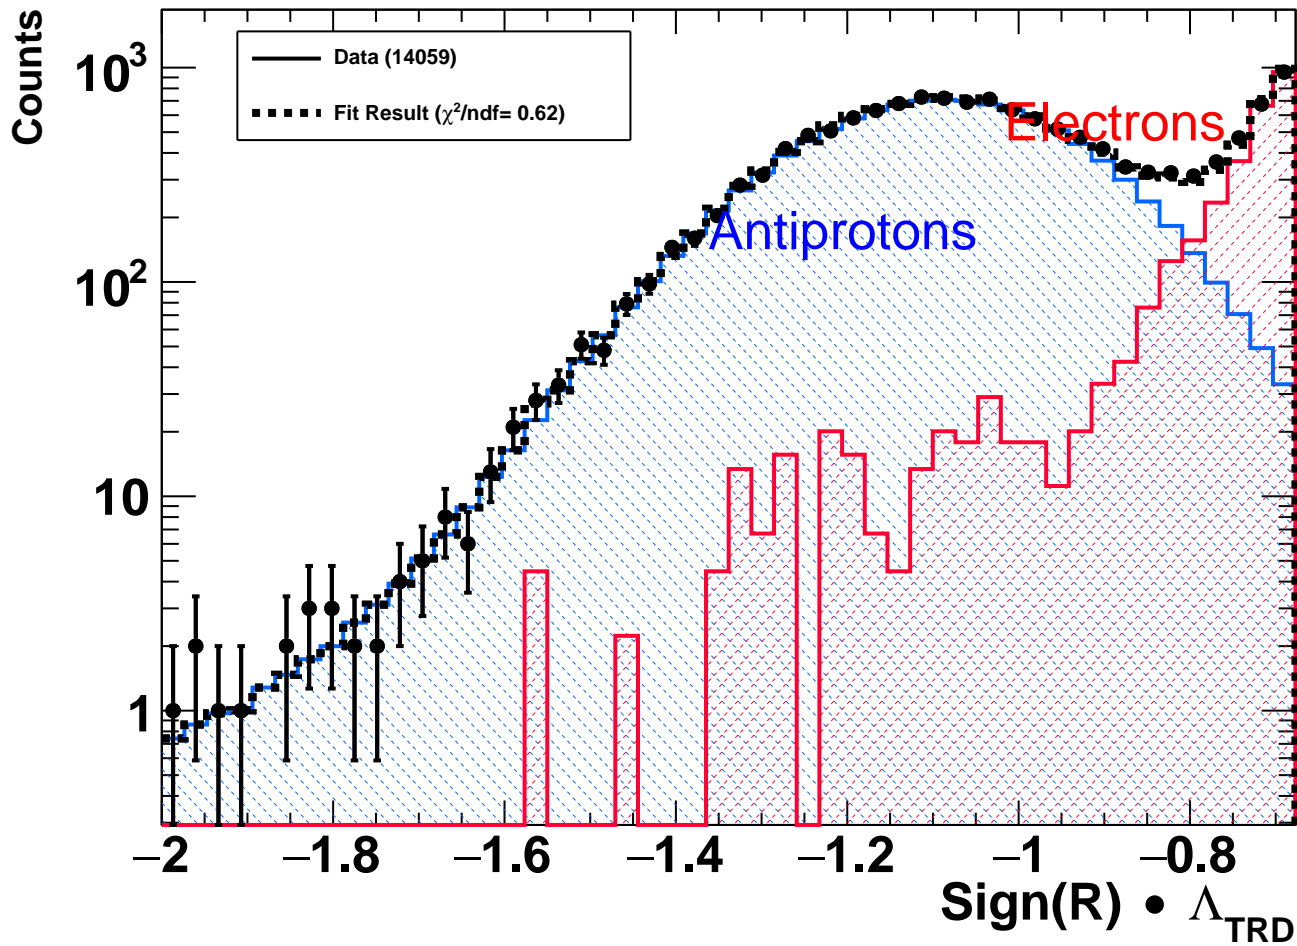 Counts
10³
10²
10
1
Data (14059)
Fit Result (χ²/ndf= 0.62)
Electrons
Antiprotons
−2 −1.8 −1.6 −1.4 −1.2 −1 −0.8
Sign(R) • Λ_TRD